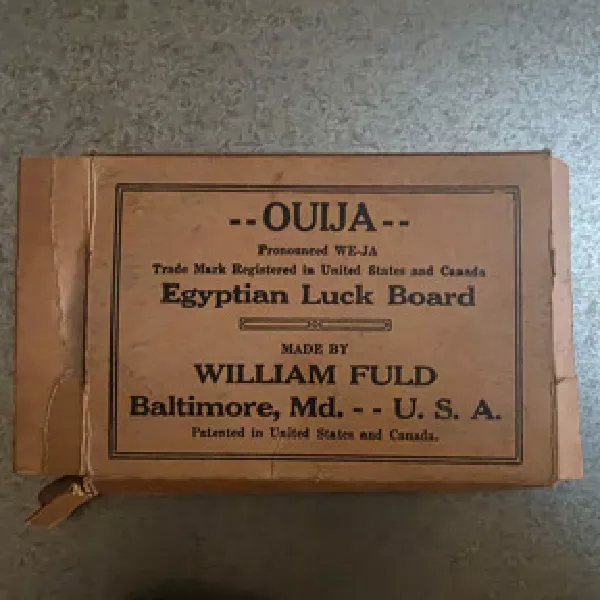 --OUIJA--
Pronounced WE-JA
Trade Mark Registered in United States and Canada
Egyptian Luck Board
MADE BY
WILLIAM FULD
Baltimore, Md. -- U. S. A.
Patented in United States and Canada.